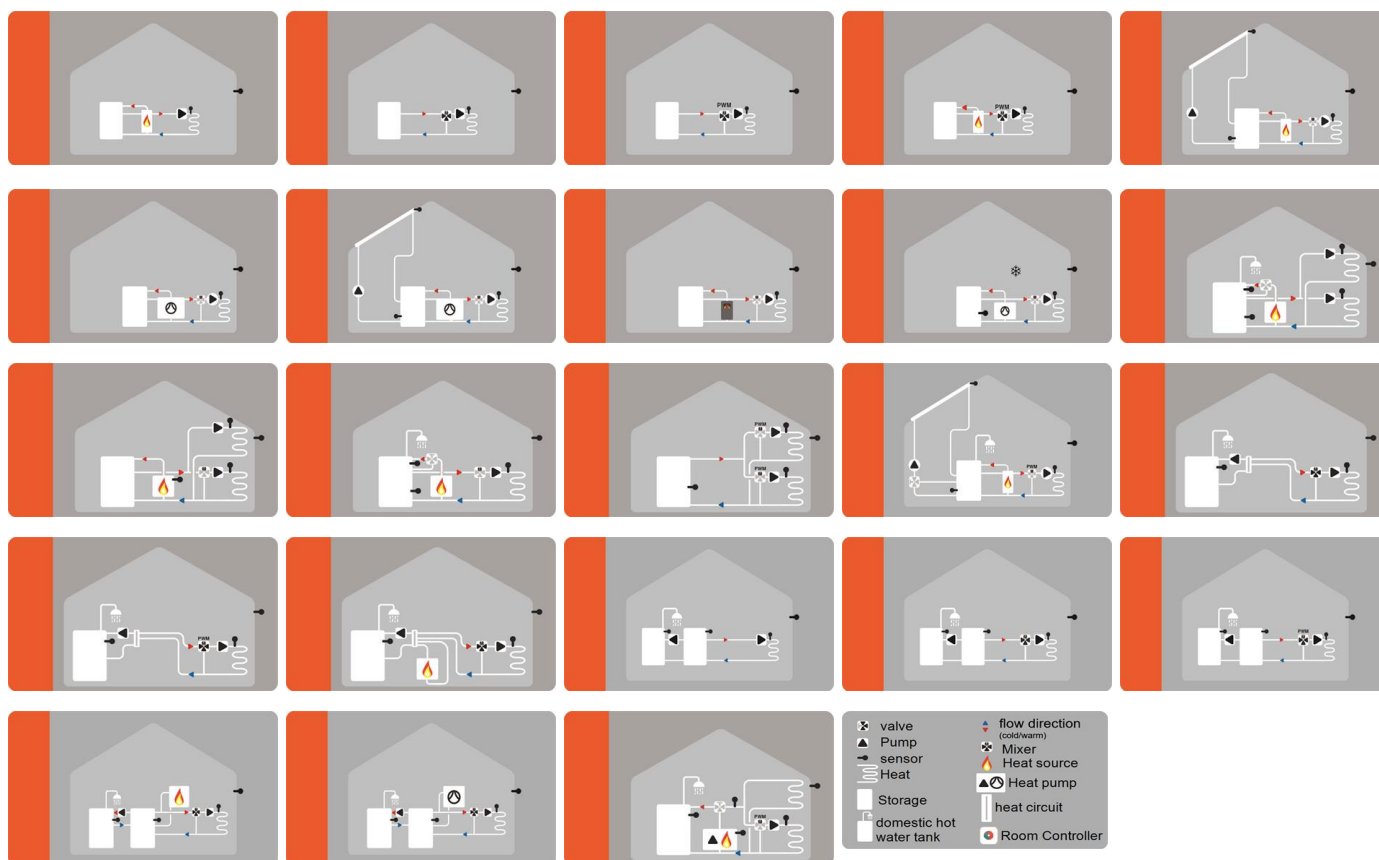 PWM
PWM
PWM
PWM
PWM
PWM
PWM
PWM
PWM
valve
Pump
sensor
Heat
Storage
domestic hot
water tank
flow direction
(cold/warm)
Mixer
Heat source
Heat pump
heat circuit
Room Controller